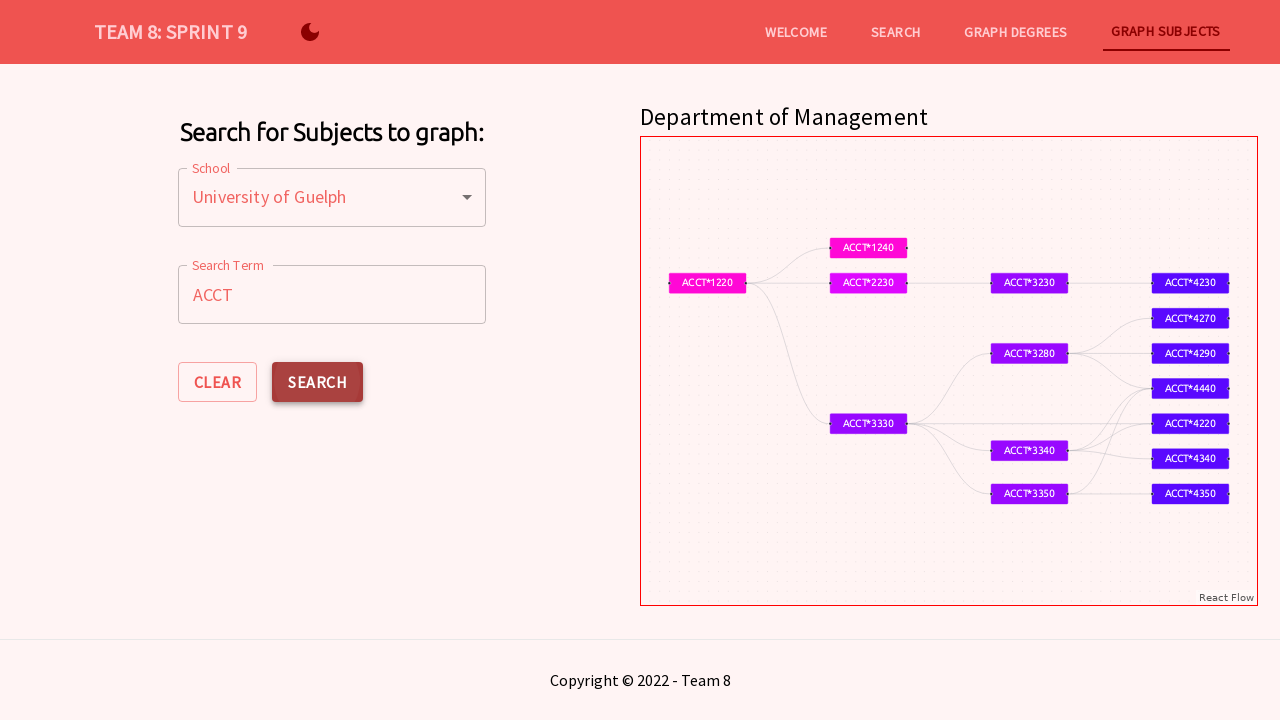 TEAM 8: SPRINT 9
WELCOME
SEARCH
GRAPH DEGREES
GRAPH SUBJECTS
Search for Subjects to graph:
School
University of Guelph
Search Term
ACCT
CLEAR
SEARCH
Department of Management
ACCT*1240
ACCT*1220
ACCT*2230
ACCT*3230
ACCT*4230
ACCT*4270
ACCT*3280
ACCT*4290
ACCT*4440
ACCT*3330
ACCT*4220
ACCT*3340
ACCT*4340
ACCT*3350
ACCT*4350
React Flow
Copyright © 2022 - Team 8